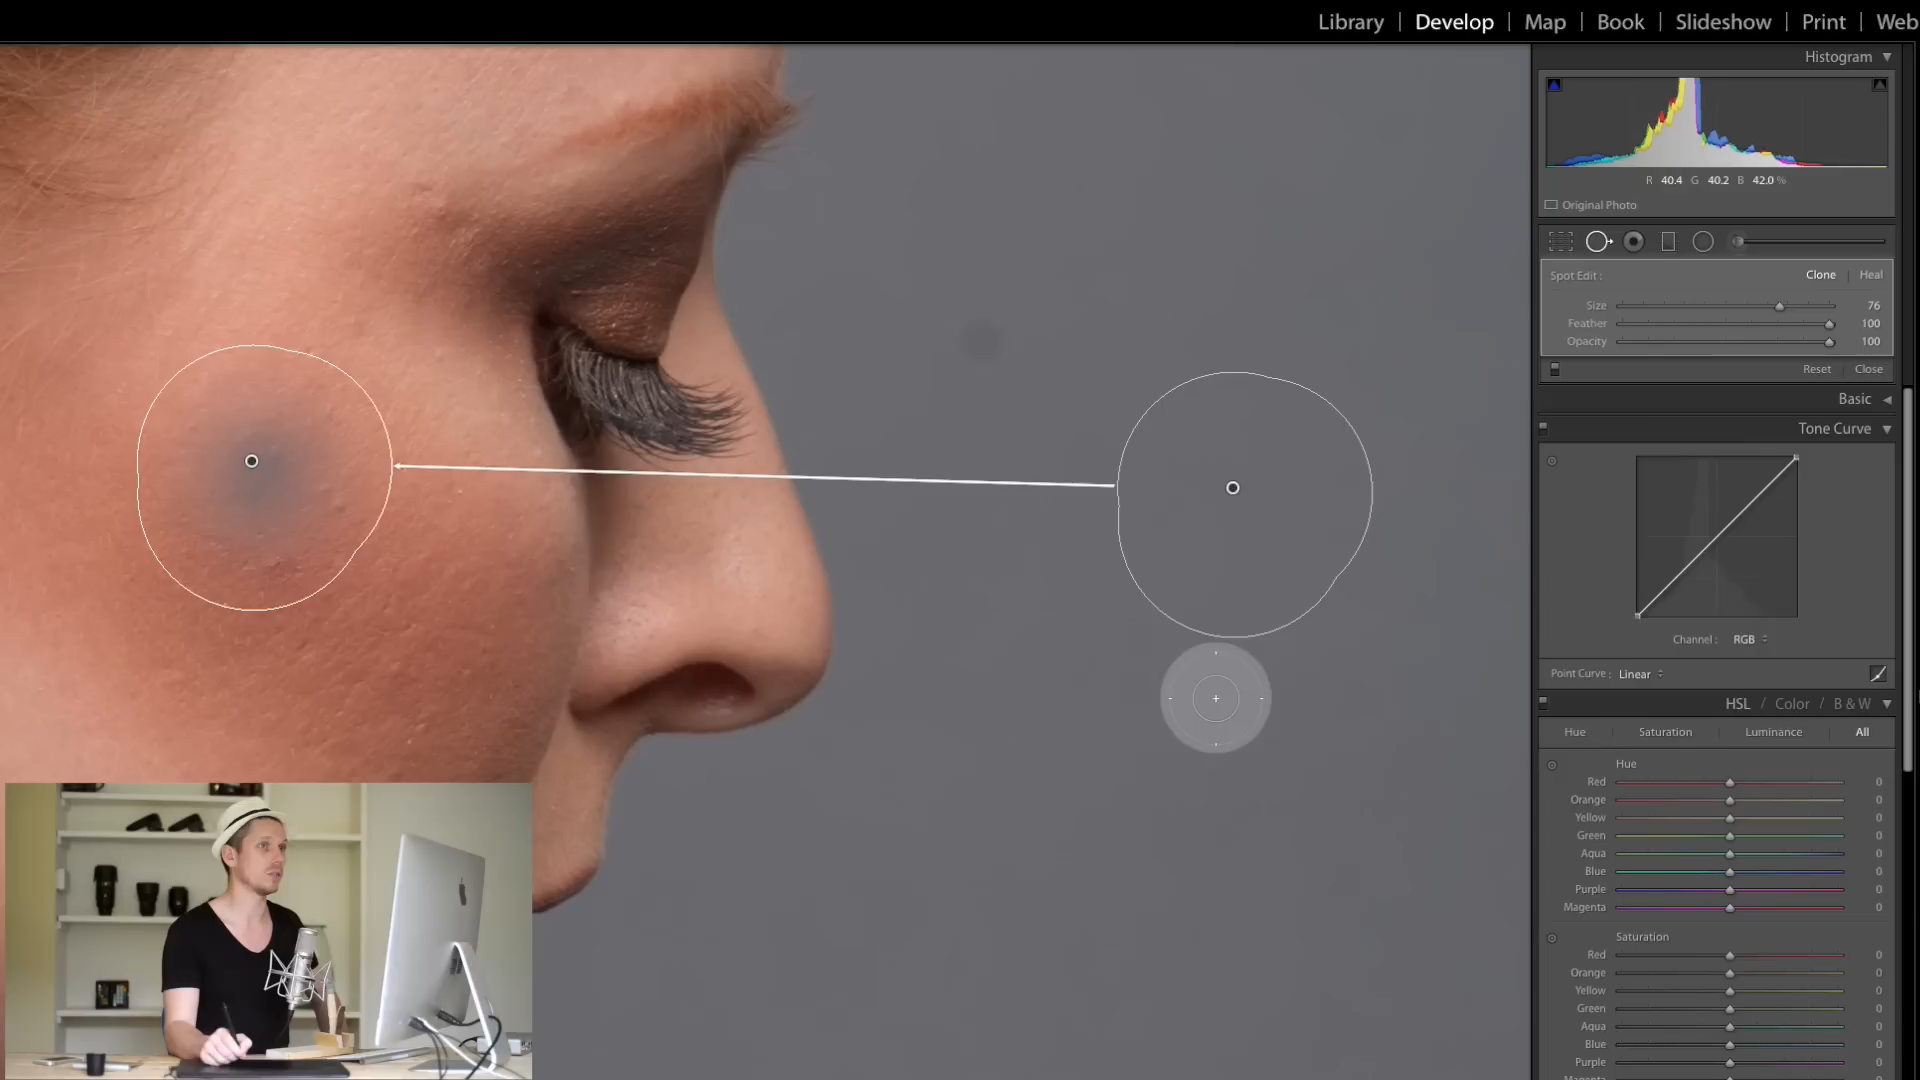 Library | Develop | Map | Book | Slideshow | Print | Web
Histogram
R 40.4 G 40.2 B 42.0 %
Original Photo
Spot Edit : Clone | Heal
Size 76
Feather 100
Opacity 100
Reset Close
Basic
Tone Curve
Channel : RGB
Point Curve : Linear
HSL / Color / B & W
Hue Saturation Luminance All
Hue
Red 0
Orange 0
Yellow 0
Green 0
Aqua 0
Blue 0
Purple 0
Magenta 0
Saturation
Red 0
Orange 0
Yellow 0
Green 0
Aqua 0
Blue 0
Purple 0